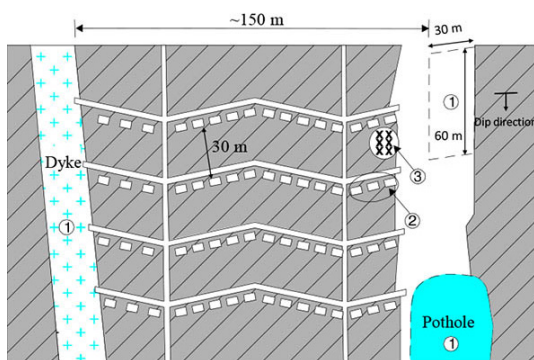 ~150 m
30 m
①
60 m
Dip direction
30 m
③
Dyke
②
①
Pothole
①